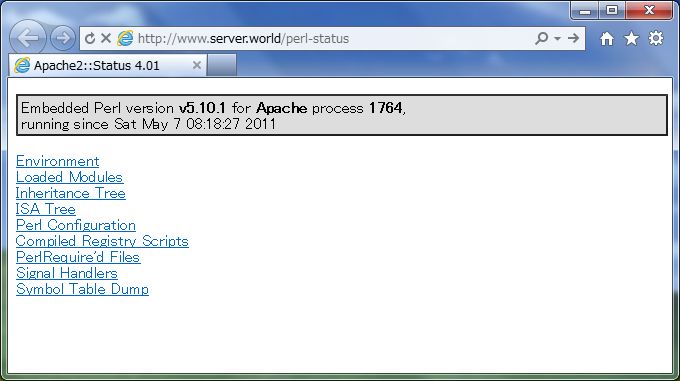 http://www.server.world/perl-status
Apache2::Status 4.01
Embedded Perl version v5.10.1 for Apache process 1764,
running since Sat May 7 08:18:27 2011
Environment
Loaded Modules
Inheritance Tree
ISA Tree
Perl Configuration
Compiled Registry Scripts
PerlRequire'd Files
Signal Handlers
Symbol Table Dump